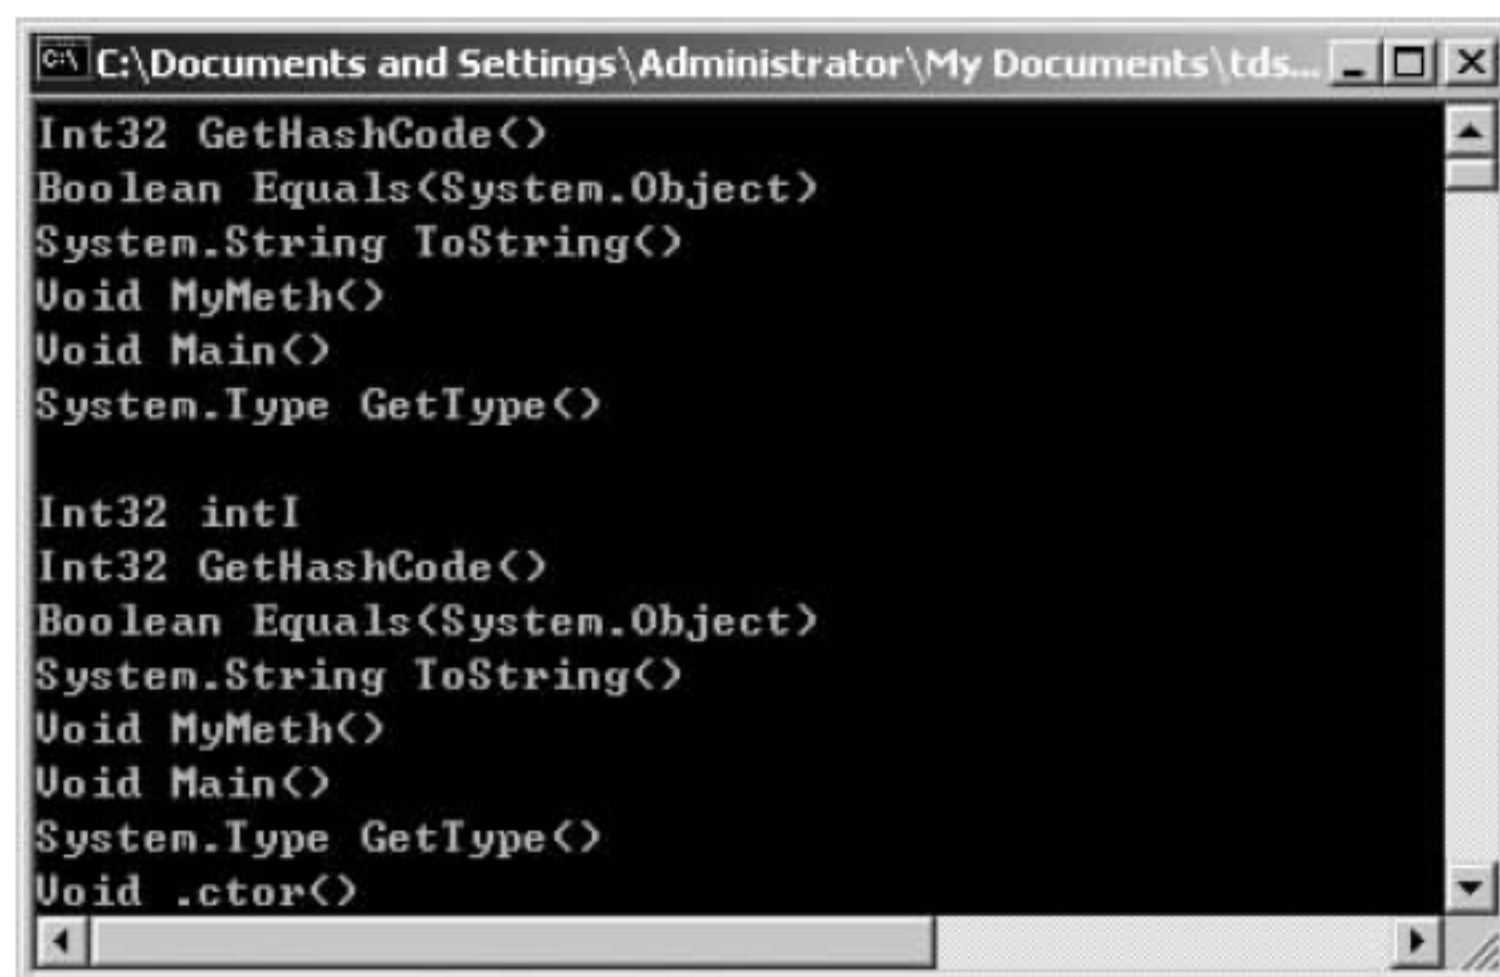 C:\ C:\Documents and Settings\Administrator\My Documents\tds...
Int32 GetHashCode()
Boolean Equals(System.Object)
System.String ToString()
Void MyMeth()
Void Main()
System.Type GetType()
Int32 intI
Int32 GetHashCode()
Boolean Equals(System.Object)
System.String ToString()
Void MyMeth()
Void Main()
System.Type GetType()
Void .ctor()